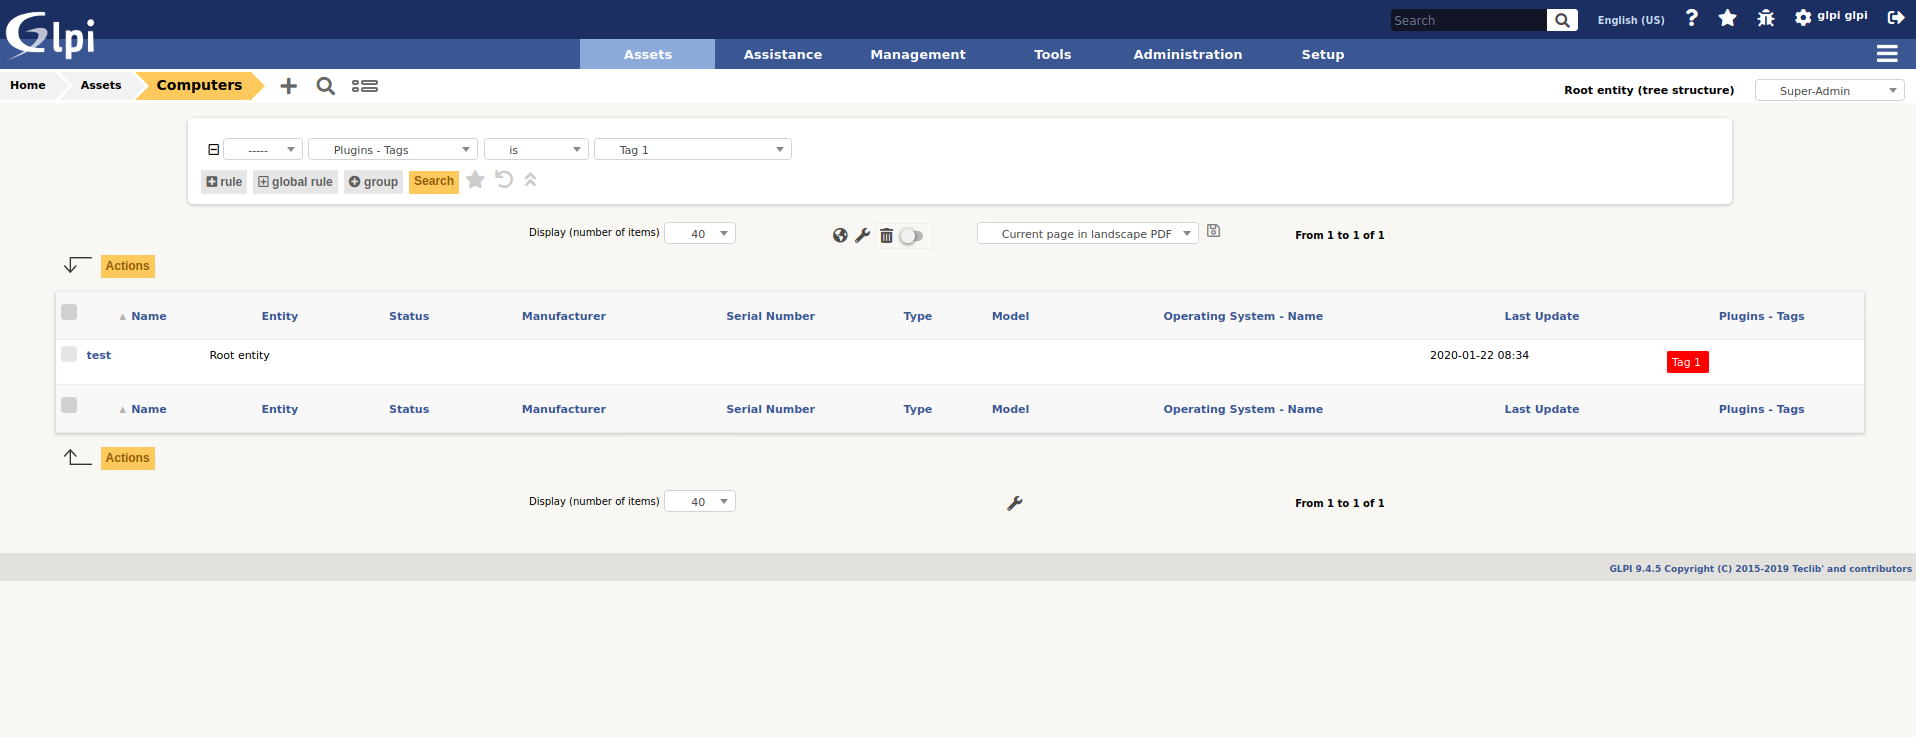 Glpi
Search English (US) glpi glpi
Assets Assistance Management Tools Administration Setup
Home Assets Computers Root entity (tree structure) Super-Admin
----- Plugins - Tags is Tag 1
rule global rule group Search
Display (number of items) 40 Current page in landscape PDF From 1 to 1 of 1
Actions
Name Entity Status Manufacturer Serial Number Type Model Operating System - Name Last Update Plugins - Tags
test Root entity 2020-01-22 08:34 Tag 1
Name Entity Status Manufacturer Serial Number Type Model Operating System - Name Last Update Plugins - Tags
Actions
Display (number of items) 40 From 1 to 1 of 1
GLPI 9.4.5 Copyright (C) 2015-2019 Teclib' and contributors